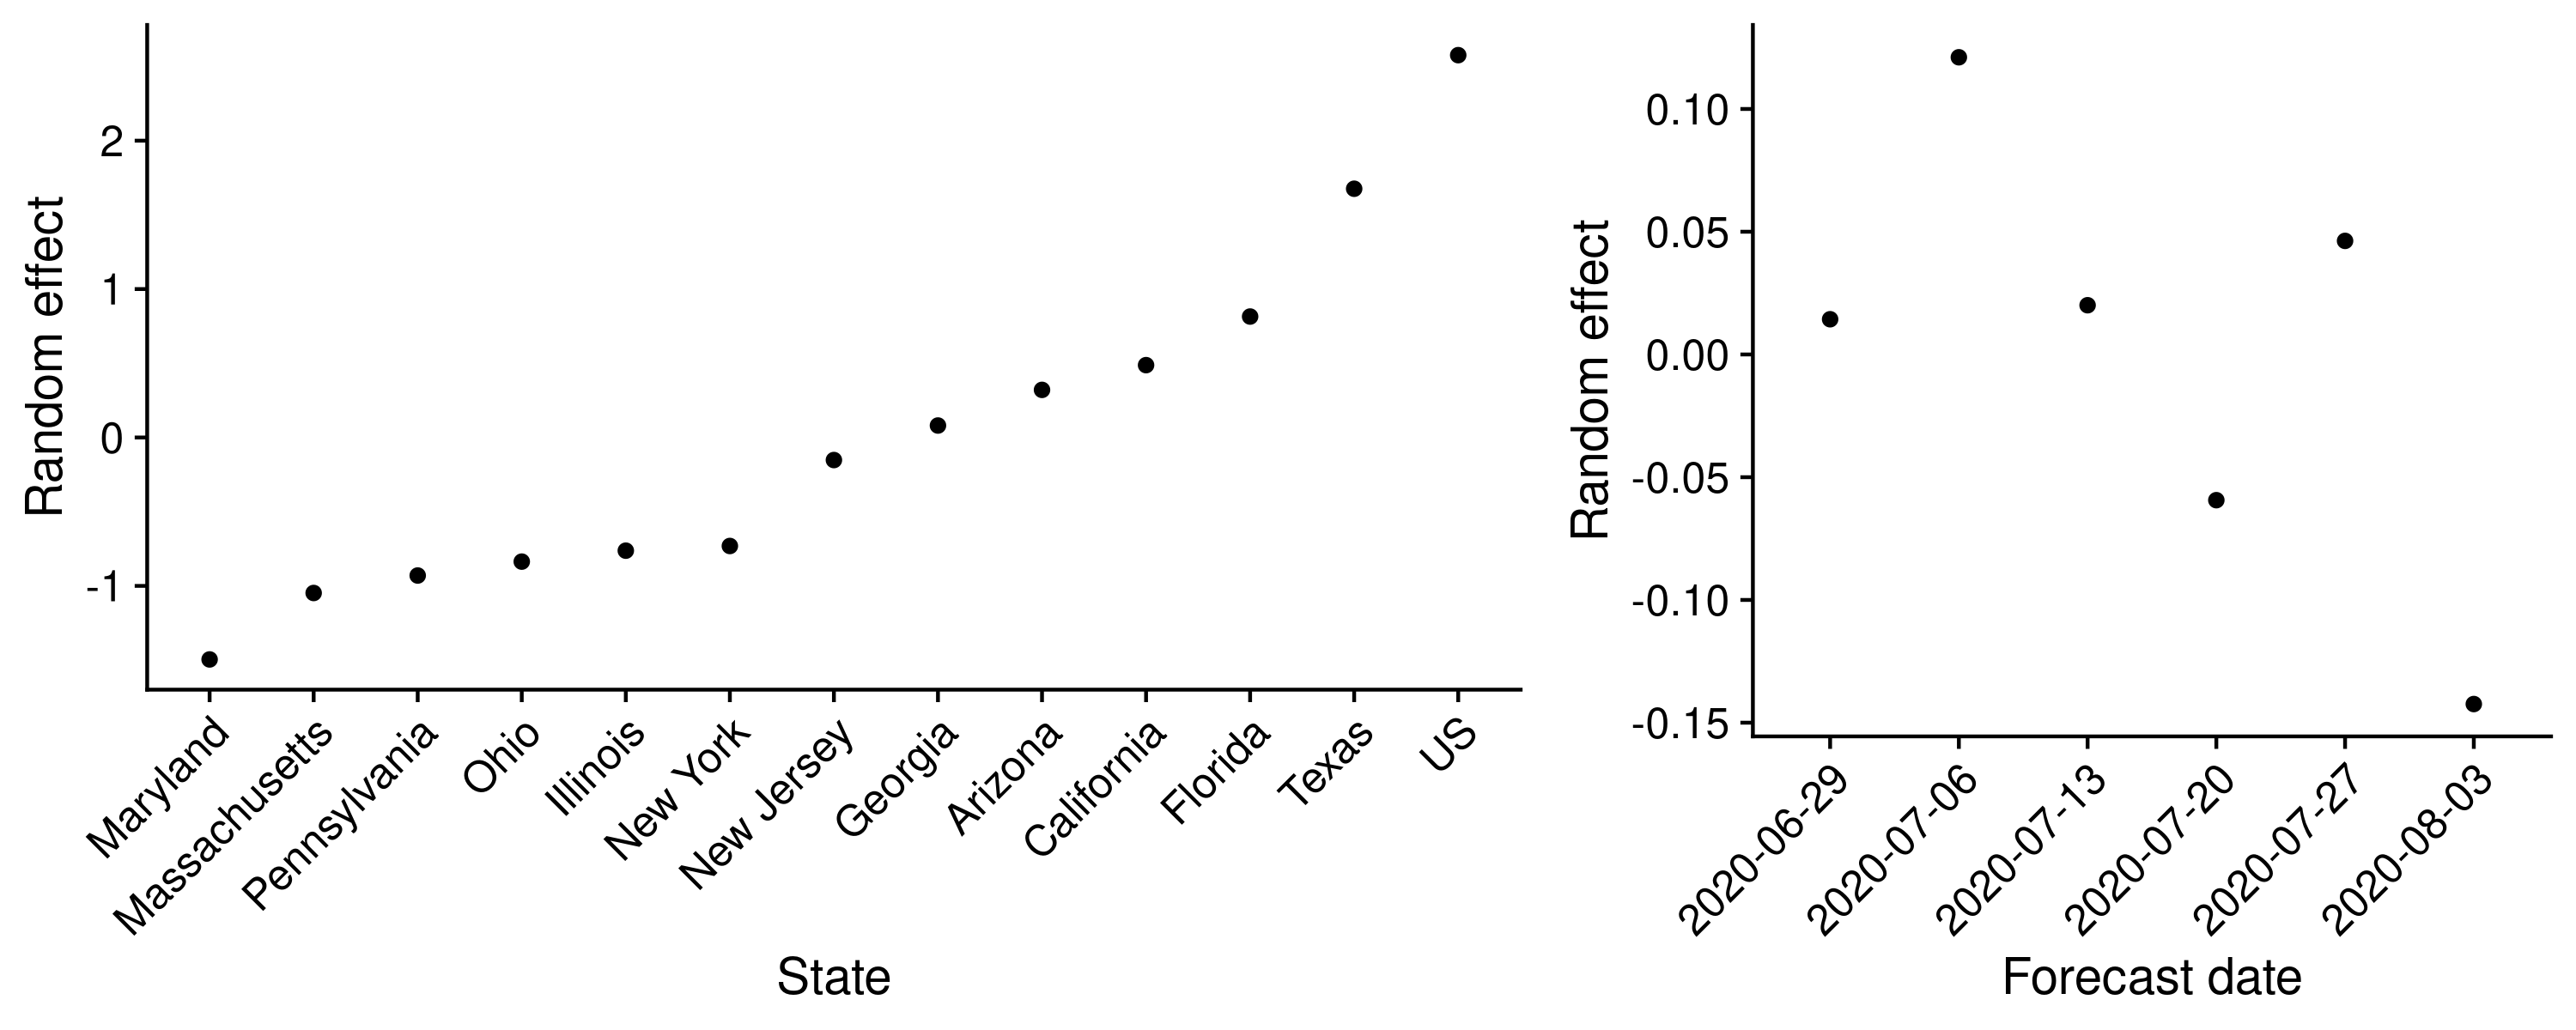 Random effect
2
1
0
-1
Maryland
Massachusetts
Pennsylvania
Ohio
Illinois
New York
New Jersey
Georgia
Arizona
California
Florida
Texas
US
State
Random effect
0.10
0.05
0.00
-0.05
-0.10
-0.15
2020-06-29
2020-07-06
2020-07-13
2020-07-20
2020-07-27
2020-08-03
Forecast date